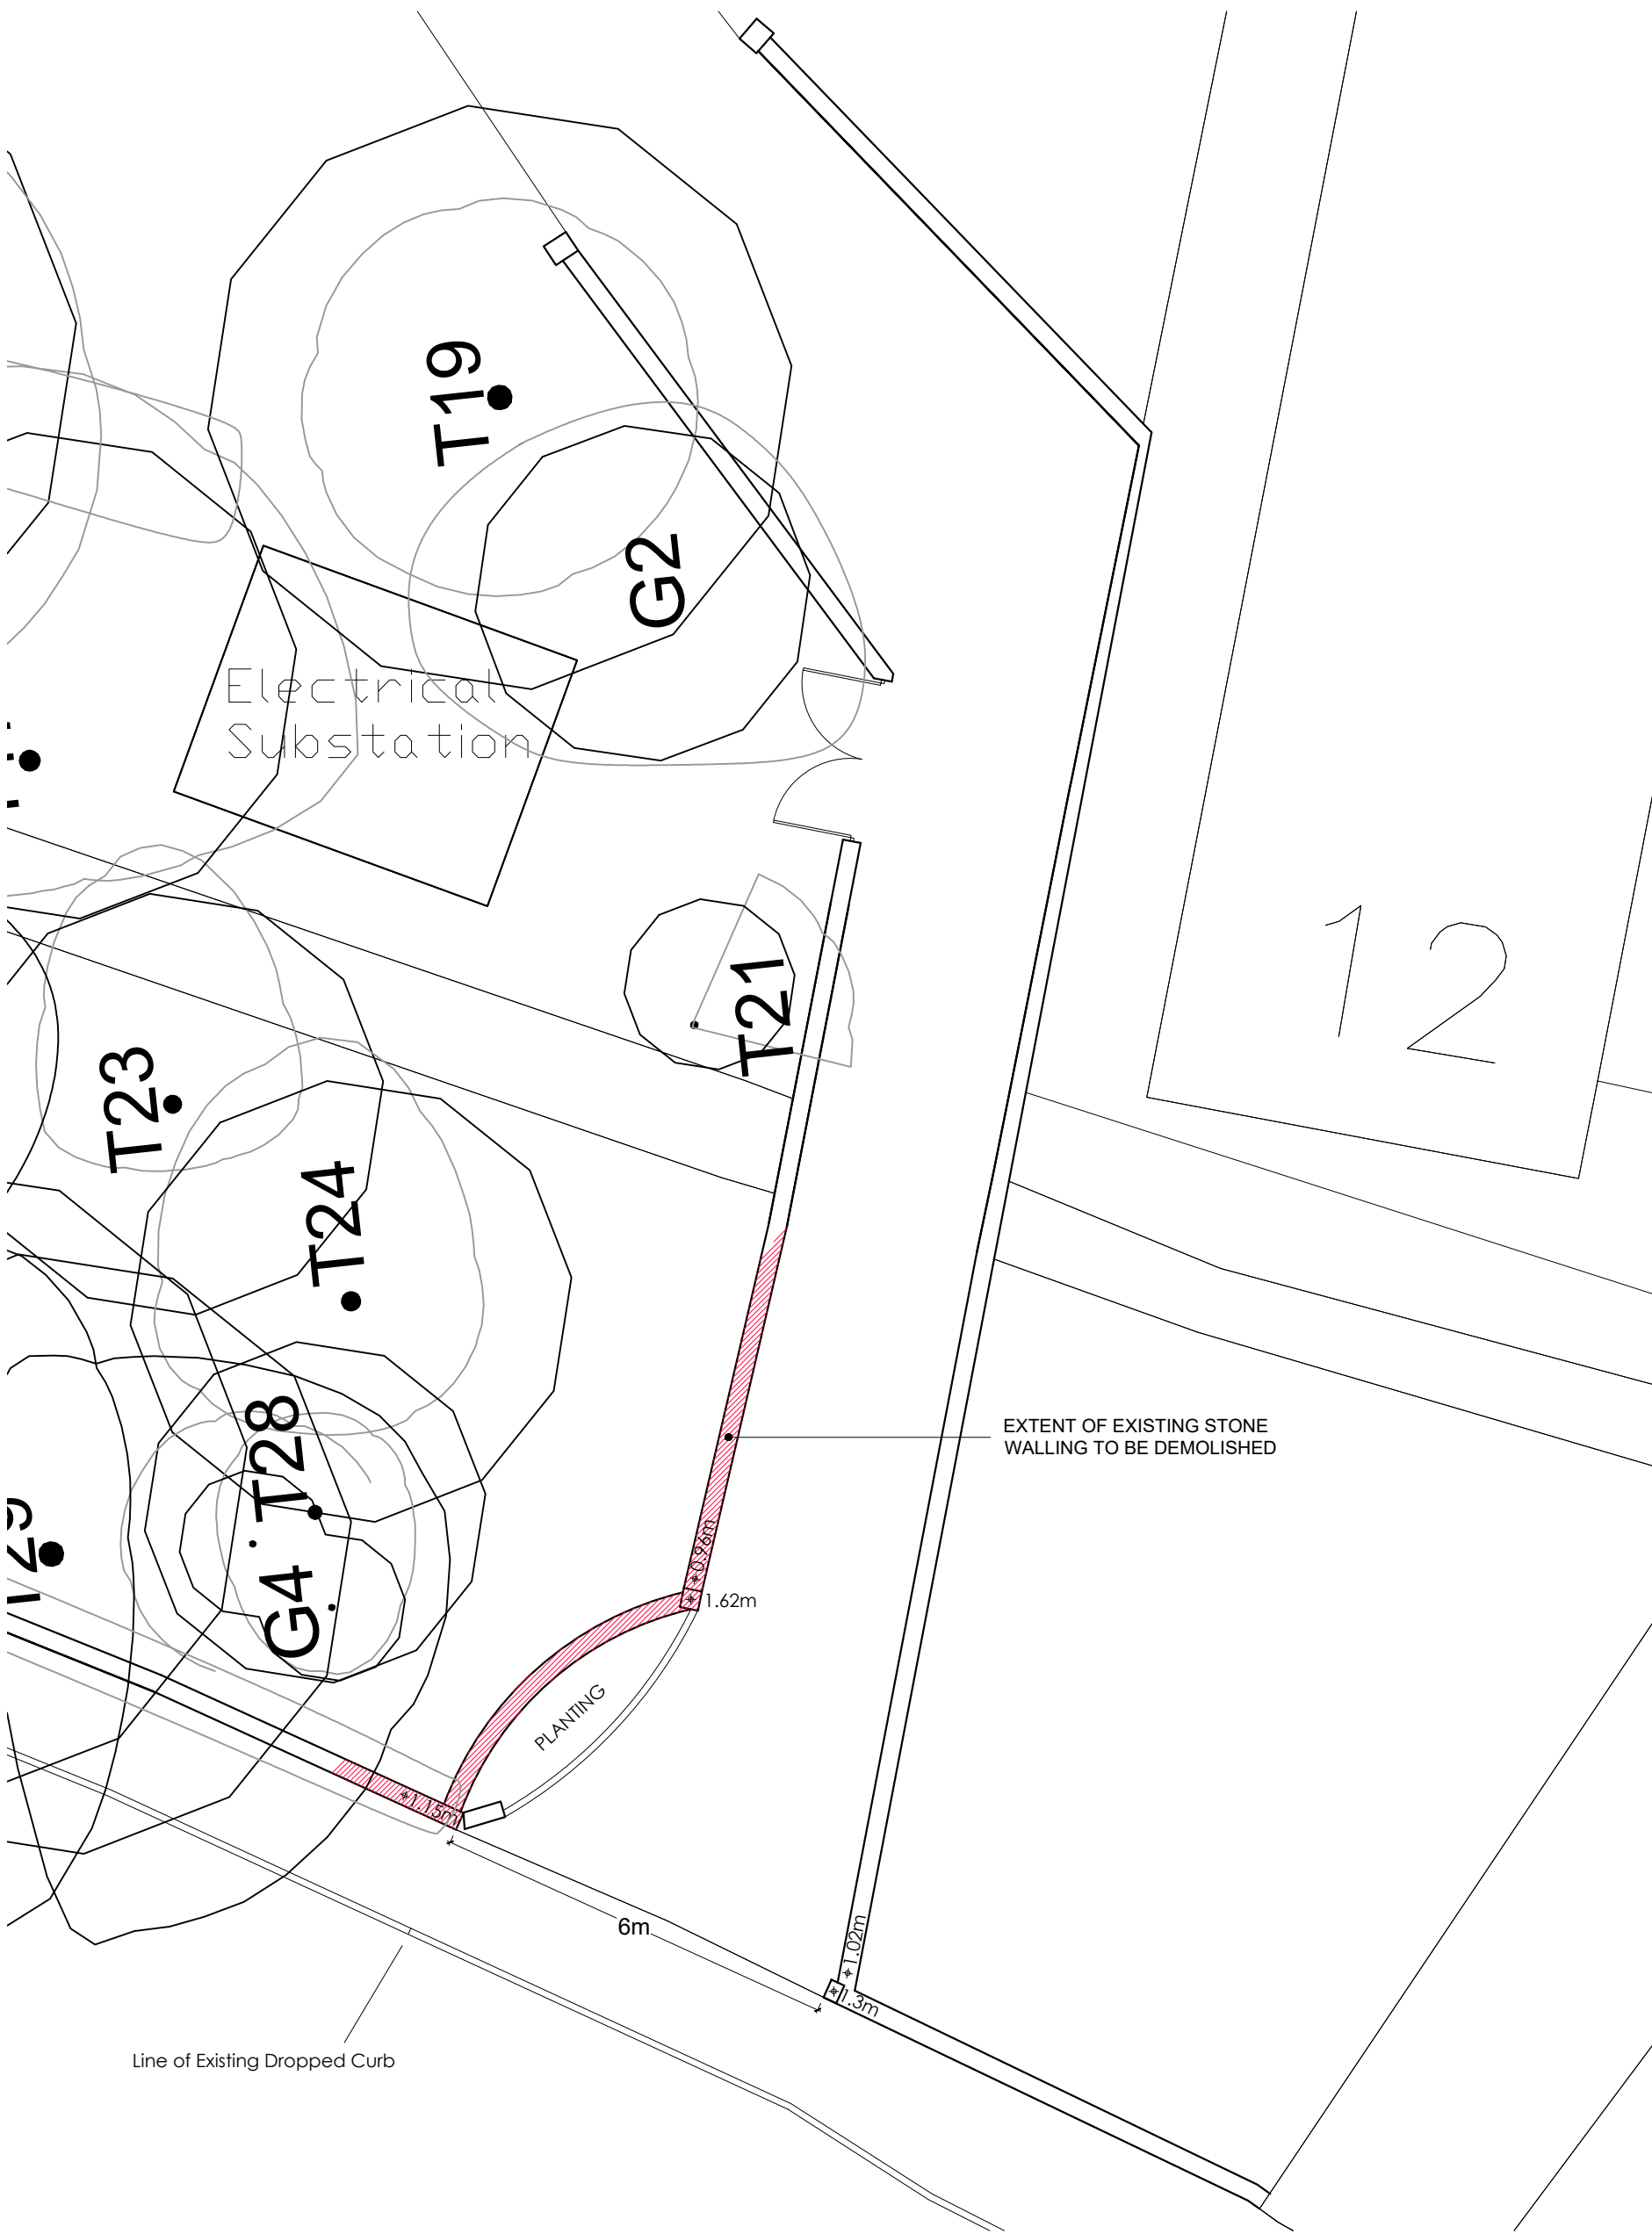 T19
G2
Electrical
Substation
12
T21
T23
T24
EXTENT OF EXISTING STONE
WALLING TO BE DEMOLISHED
T28
G4
0.96m
1.62m
PLANTING
1.15m
6m
1.02m
1.3m
Line of Existing Dropped Curb